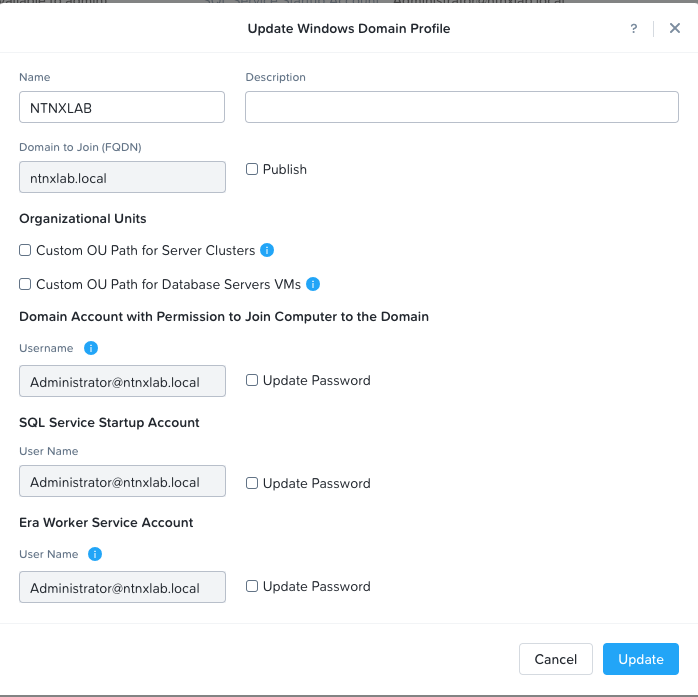 Update Windows Domain Profile
?
Name
Description
NTNXLAB
Domain to Join (FQDN)
ntnxlab.local
Publish
Organizational Units
Custom OU Path for Server Clusters
Custom OU Path for Database Servers VMs
Domain Account with Permission to Join Computer to the Domain
Username
Administrator@ntnxlab.local
Update Password
SQL Service Startup Account
User Name
Administrator@ntnxlab.local
Update Password
Era Worker Service Account
User Name
Administrator@ntnxlab.local
Update Password
Cancel
Update